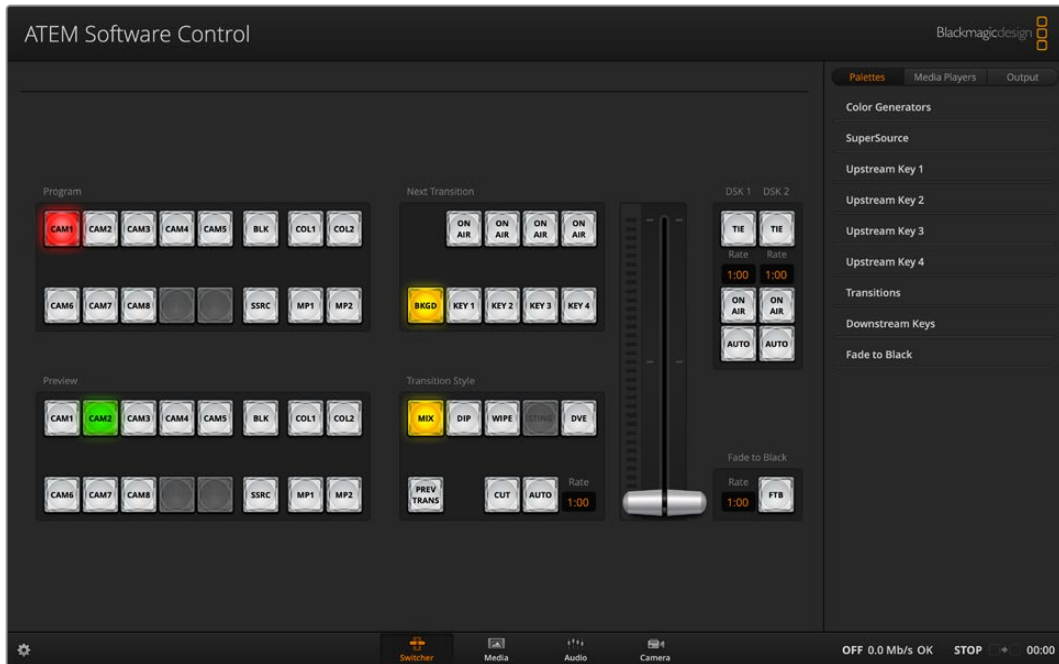 ATEM Software Control
Blackmagicdesign
Palettes Media Players Output
Color Generators
SuperSource
Upstream Key 1
Upstream Key 2
Upstream Key 3
Upstream Key 4
Transitions
Downstream Keys
Fade to Black
Program
CAM1 CAM2 CAM3 CAM4 CAM5 BLK COL1 COL2
CAM6 CAM7 CAM8 SSRC MP1 MP2
Next Transition
ON AIR ON AIR ON AIR ON AIR
BKGD KEY 1 KEY 2 KEY 3 KEY 4
DSK 1 DSK 2
TIE TIE
Rate Rate
1:00 1:00
ON AIR ON AIR
AUTO AUTO
Preview
CAM1 CAM2 CAM3 CAM4 CAM5 BLK COL1 COL2
CAM6 CAM7 CAM8 SSRC MP1 MP2
Transition Style
MIX DIP WIPE STING DVE
PREV TRANS CUT AUTO Rate
1:00
Fade to Black
Rate
1:00 FTB
Switcher Media Audio Camera
OFF 0.0 Mb/s OK STOP 00:00